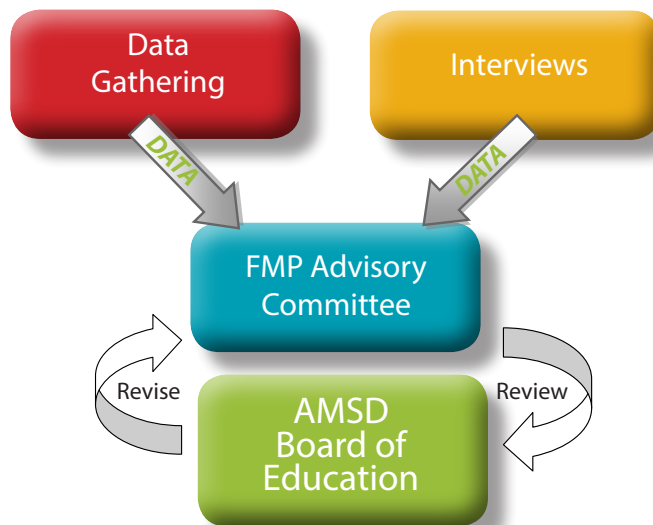 Data
Gathering
Interviews
DATA
DATA
FMP Advisory
Committee
Revise
Review
AMSD
Board of
Education